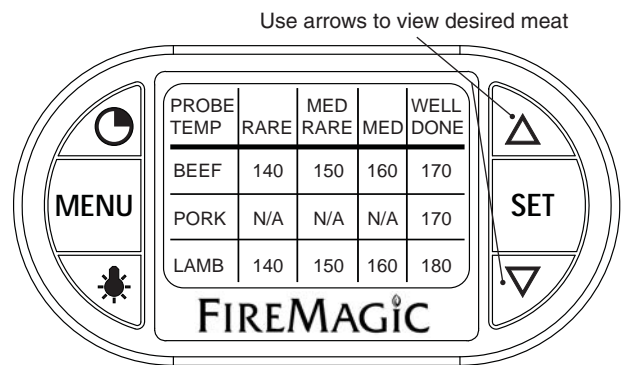 Use arrows to view desired meat
PROBE TEMP RARE MED RARE MED WELL DONE
BEEF 140 150 160 170
PORK N/A N/A N/A 170
LAMB 140 150 160 180
MENU
SET
FIREMAGIC